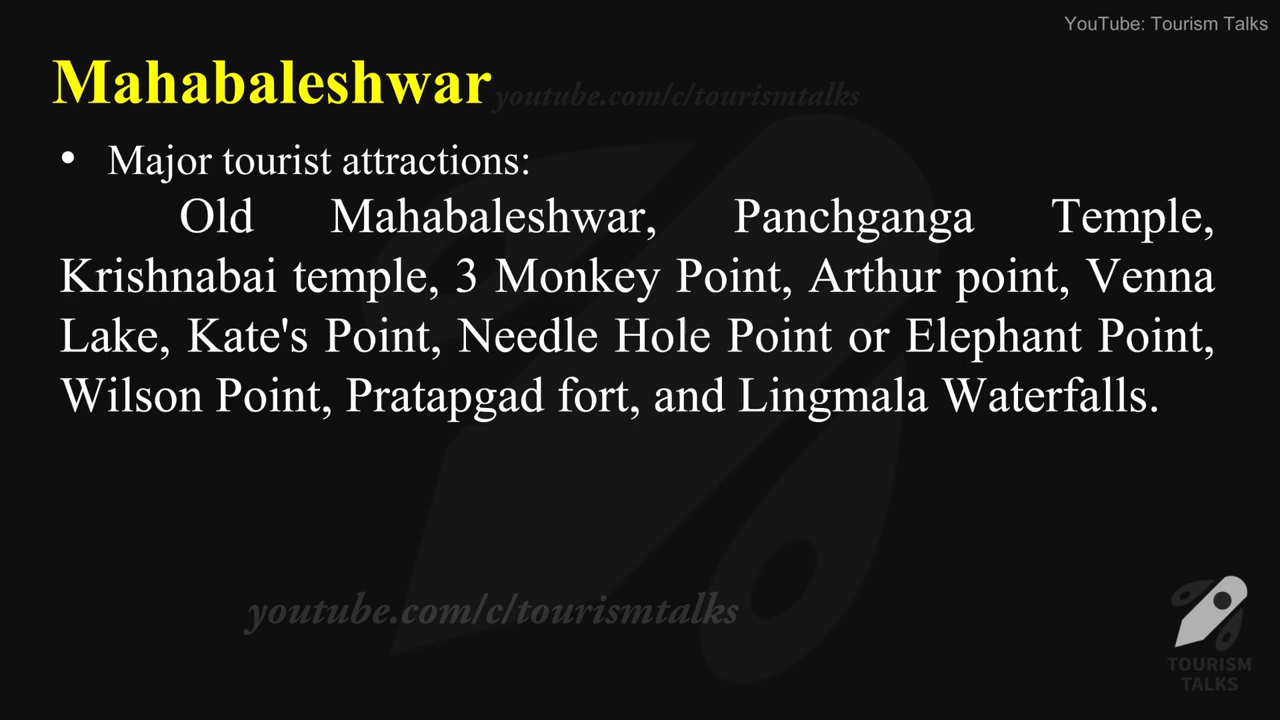 YouTube: Tourism Talks
Mahabaleshwar
youtube.com/c/tourismtalks
• Major tourist attractions:
Old Mahabaleshwar, Panchganga Temple,
Krishnabai temple, 3 Monkey Point, Arthur point, Venna
Lake, Kate's Point, Needle Hole Point or Elephant Point,
Wilson Point, Pratapgad fort, and Lingmala Waterfalls.
youtube.com/c/tourismtalks
TOURISM
TALKS